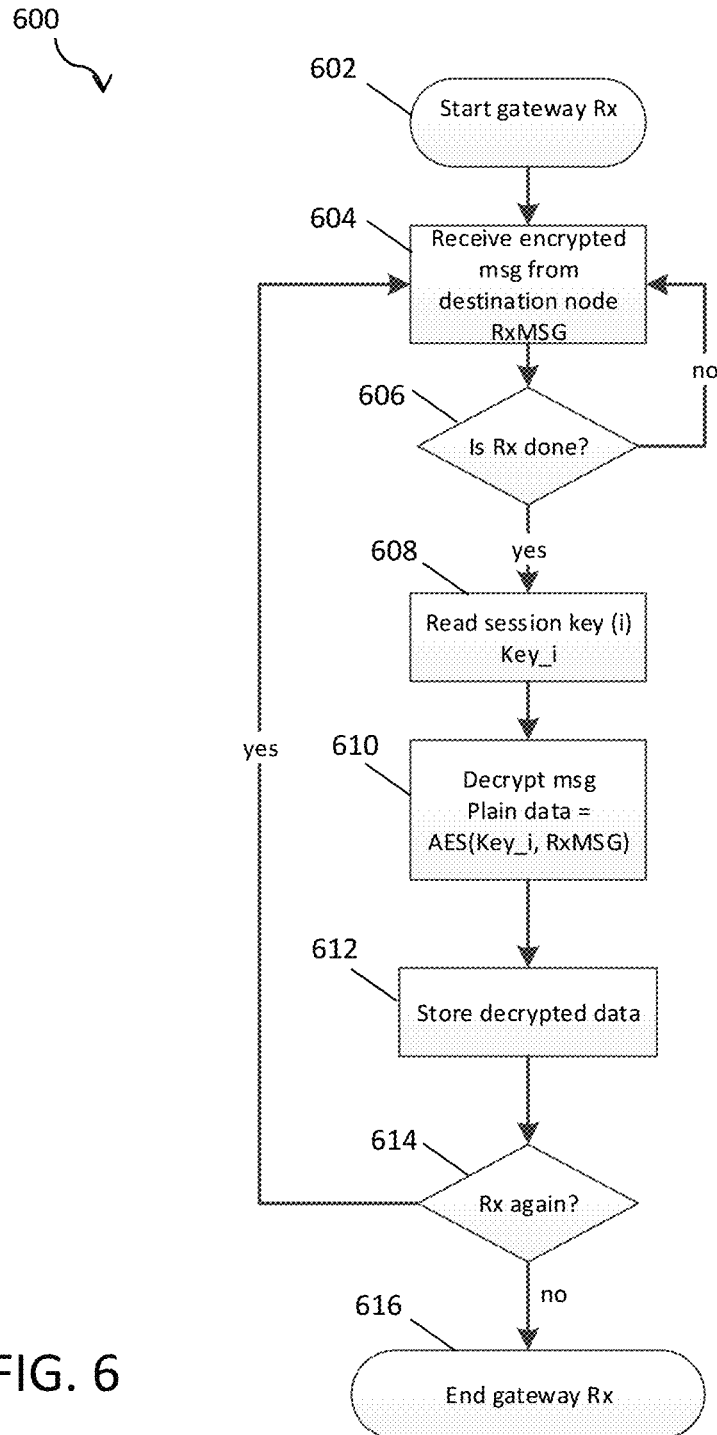 600
602
Start gateway Rx
604
Receive encrypted
msg from
destination node
RxMSG
no
606
Is Rx done?
yes
608
Read session key (i)
Key_i
yes
610
Decrypt msg
Plain data =
AES(Key_i, RxMSG)
612
Store decrypted data
614
Rx again?
no
616
End gateway Rx
FIG. 6